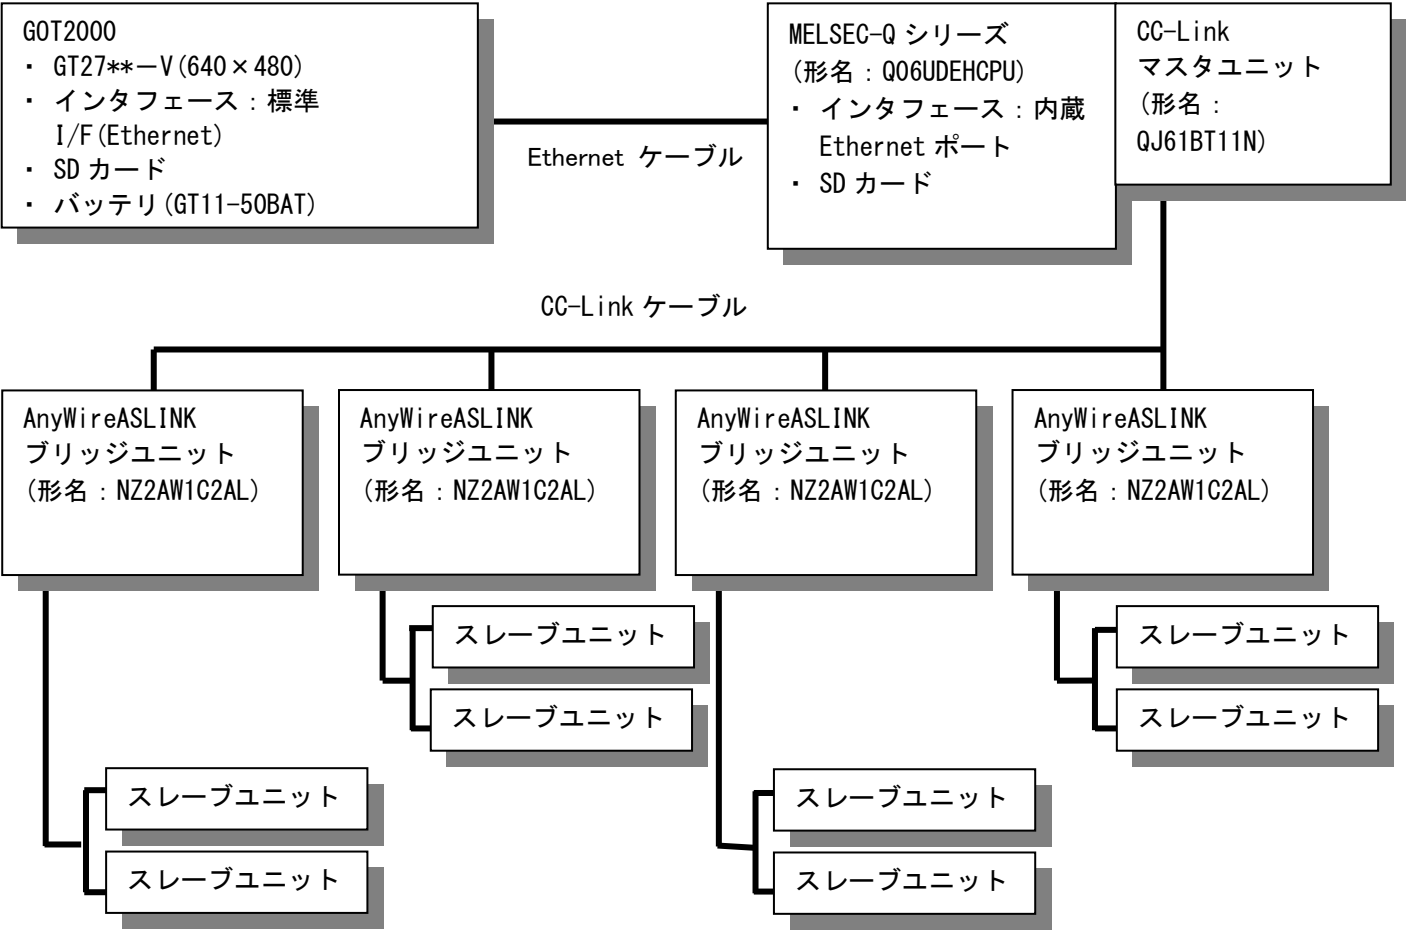 GOT2000
・ GT27**－V(640×480)
・ インタフェース：標準
I/F(Ethernet)
・ SDカード
・ バッテリ(GT11-50BAT)
Ethernet ケーブル
MELSEC-Q シリーズ
(形名：Q06UDEHCPU)
・ インタフェース：内蔵
Ethernet ポート
・ SDカード
CC-Link
マスタユニット
(形名：
QJ61BT11N)
CC-Link ケーブル
AnyWireASLINK
ブリッジユニット
(形名：NZ2AW1C2AL)
AnyWireASLINK
ブリッジユニット
(形名：NZ2AW1C2AL)
AnyWireASLINK
ブリッジユニット
(形名：NZ2AW1C2AL)
AnyWireASLINK
ブリッジユニット
(形名：NZ2AW1C2AL)
スレーブユニット
スレーブユニット
スレーブユニット
スレーブユニット
スレーブユニット
スレーブユニット
スレーブユニット
スレーブユニット